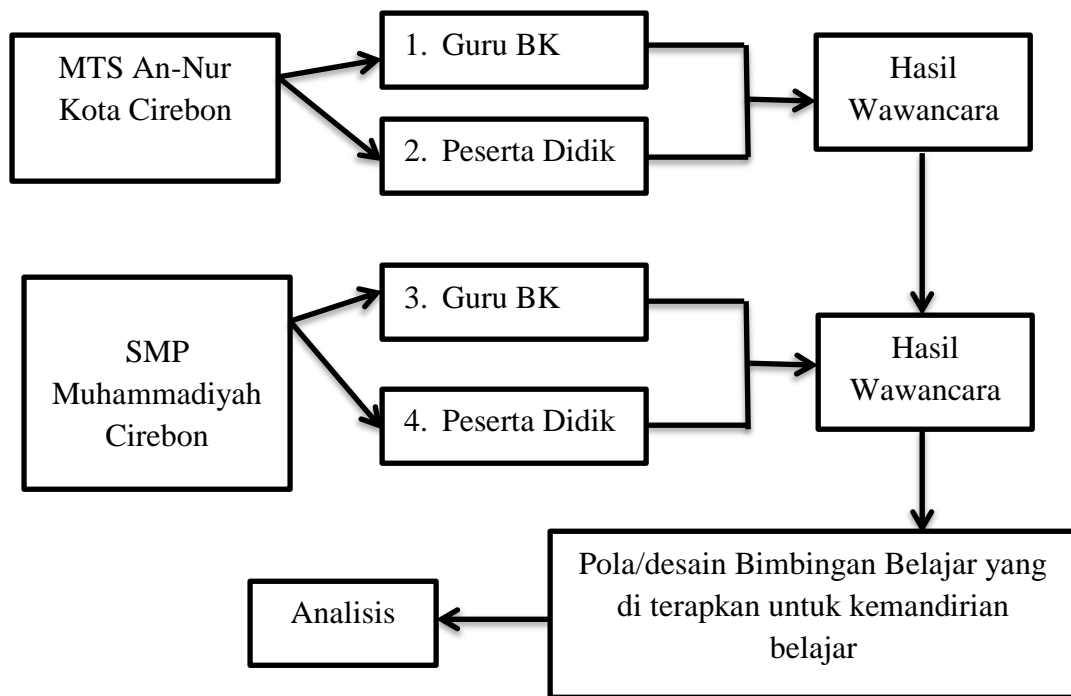 MTS An-Nur
Kota Cirebon
1. Guru BK
2. Peserta Didik
Hasil
Wawancara
SMP
Muhammadiyah
Cirebon
3. Guru BK
4. Peserta Didik
Hasil
Wawancara
Pola/desain Bimbingan Belajar yang
di terapkan untuk kemandirian
belajar
Analisis